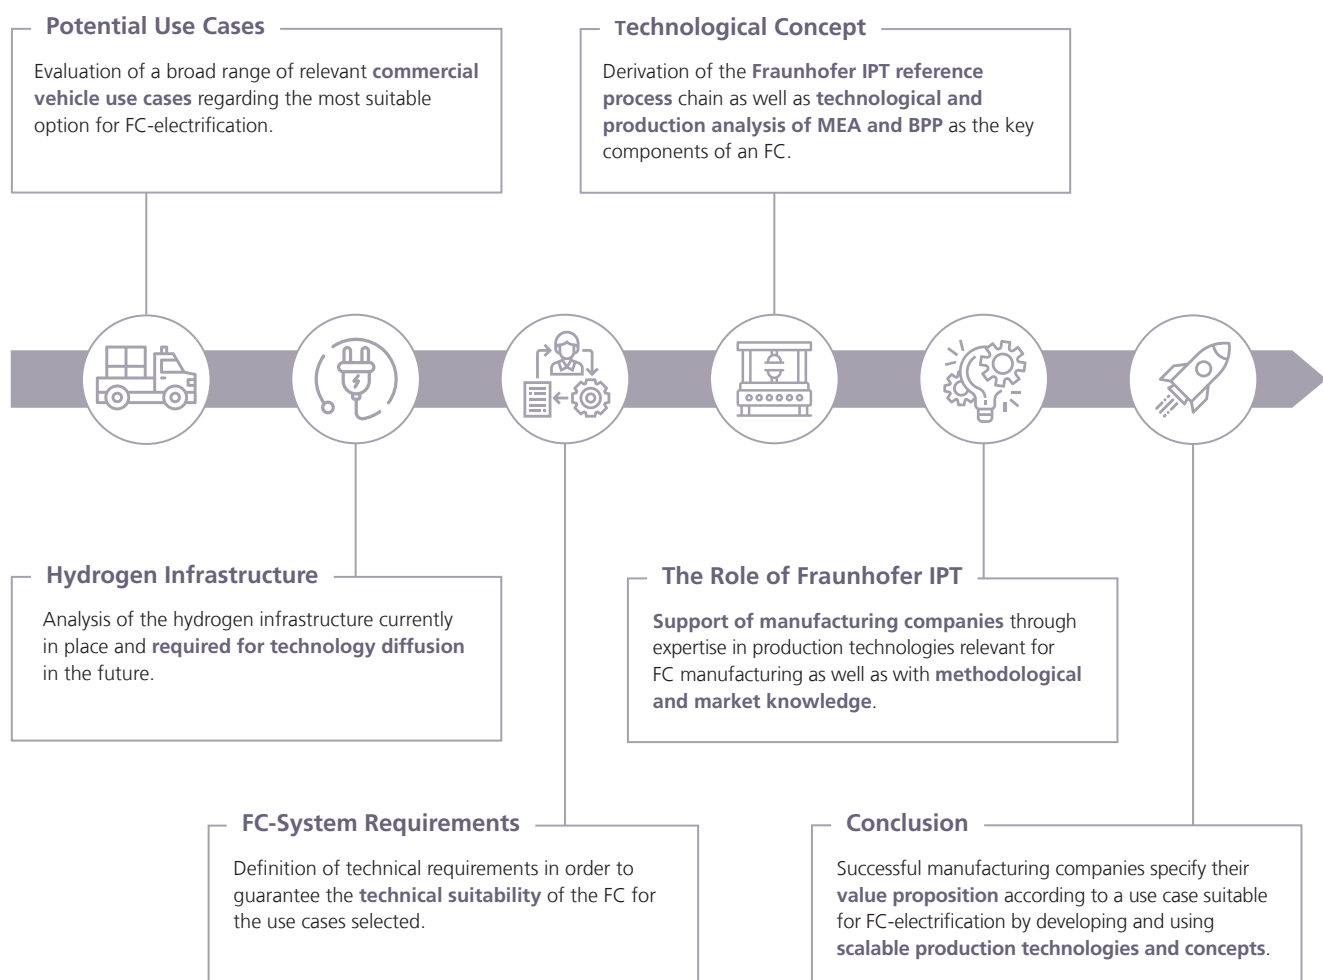 Potential Use Cases
Evaluation of a broad range of relevant commercial
vehicle use cases regarding the most suitable
option for FC-electrification.
Technological Concept
Derivation of the Fraunhofer IPT reference
process chain as well as technological and
production analysis of MEA and BPP as the key
components of an FC.
Hydrogen Infrastructure
Analysis of the hydrogen infrastructure currently
in place and required for technology diffusion
in the future.
The Role of Fraunhofer IPT
Support of manufacturing companies through
expertise in production technologies relevant for
FC manufacturing as well as with methodological
and market knowledge.
FC-System Requirements
Definition of technical requirements in order to
guarantee the technical suitability of the FC for
the use cases selected.
Conclusion
Successful manufacturing companies specify their
value proposition according to a use case suitable
for FC-electrification by developing and using
scalable production technologies and concepts.